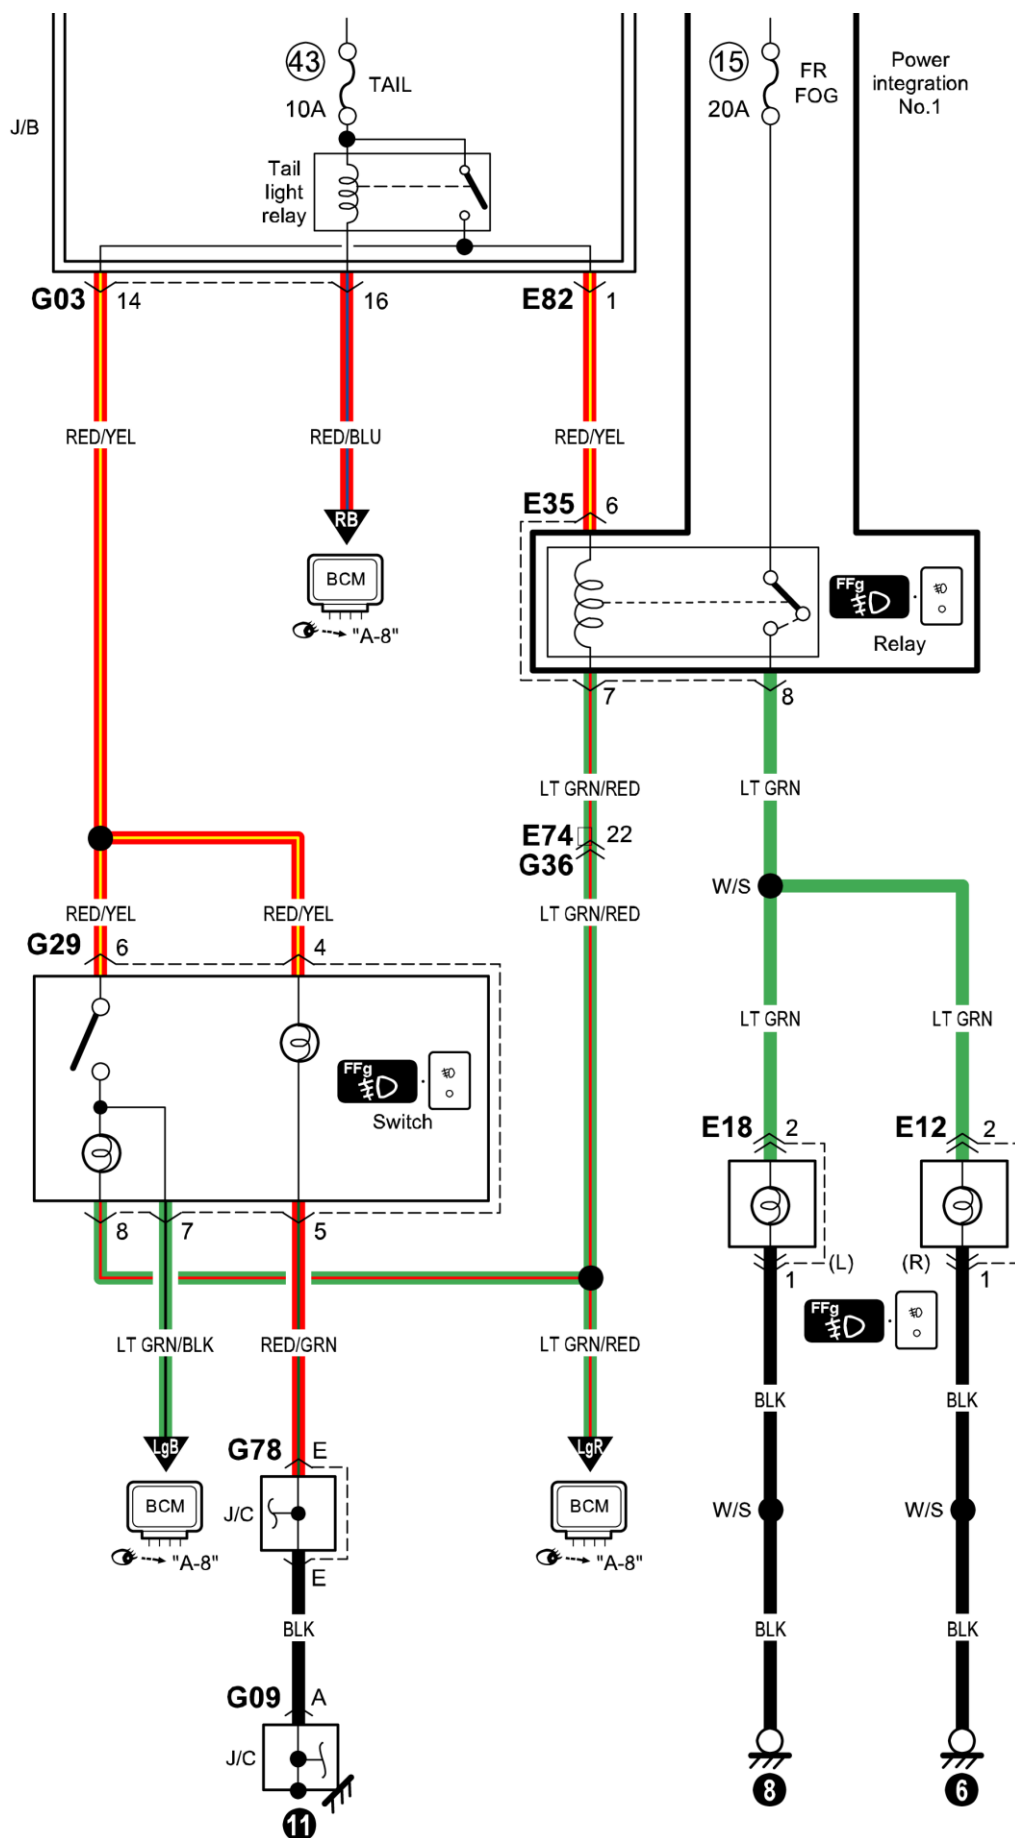 43
TAIL
10A
J/B
Tail
light
relay
15
FR
FOG
20A
Power
integration
No.1
G03
14
16
E82
1
RED/YEL
RED/BLU
RED/YEL
RB
BCM
"A-8"
E35
6
FFg
Relay
7
8
LT GRN/RED
LT GRN
E74
22
G36
W/S
RED/YEL
RED/YEL
LT GRN/RED
G29
6
4
FFg
Switch
LT GRN
LT GRN
E18
2
E12
2
8
7
5
1
(L)
(R)
1
FFg
LT GRN/BLK
RED/GRN
LT GRN/RED
BLK
BLK
LgB
G78
E
LgR
BCM
J/C
BCM
W/S
W/S
"A-8"
E
"A-8"
BLK
BLK
BLK
G09
A
J/C
8
6
11